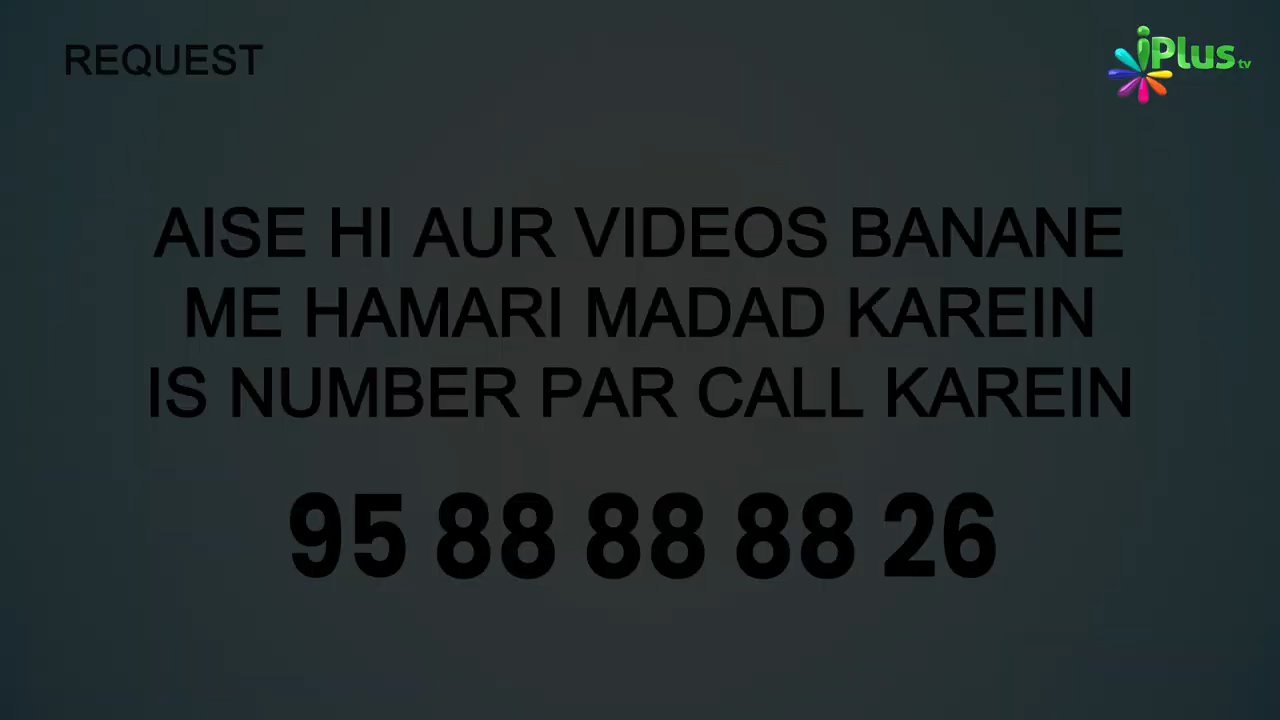 REQUEST
iPlus tv
AISE HI AUR VIDEOS BANANE
ME HAMARI MADAD KAREIN
IS NUMBER PAR CALL KAREIN
95 88 88 88 26